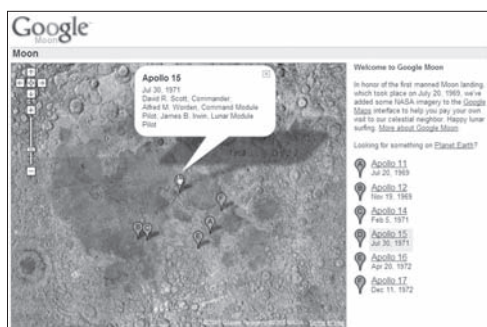 Google
Moon
Moon
Apollo 15
Jul 30, 1971
David R. Scott, Commander,
Alfred M. Worden, Command Module
Pilot, James B. Irwin, Lunar Module
Pilot
Welcome to Google Moon
In honor of the first manned Moon landing,
which took place on July 20, 1969, we've
added some NASA imagery to the Google
Maps interface to help you pay your own
visit to our celestial neighbor. Happy lunar
surfing. More about Google Moon
Looking for something on Planet Earth?
A Apollo 11
Jul 20, 1969
B Apollo 12
Nov 19, 1969
C Apollo 14
Feb 5, 1971
D Apollo 15
Jul 30, 1971
E Apollo 16
Apr 20, 1972
F Apollo 17
Dec 11, 1972